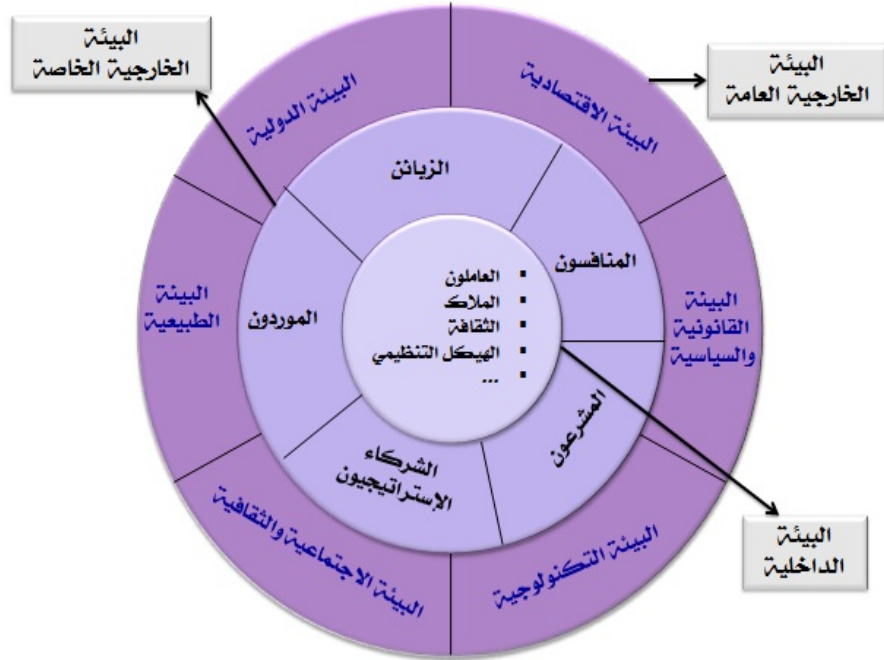 البيئة
الخارجية الخاصة
البيئة
الخارجية العامة
البيئة الدولية
البيئة الاقتصادية
الزبائن
المنافسون
العاملون
الملاك
الثقافة
الهيكل التنظيمي
...
الموردون
البيئة
الطبيعية
البيئة
القانونية
والسياسية
المشرعون
الشركاء
الإستراتيجيون
البيئة الاجتماعية والثقافية
البيئة التكنولوجية
البيئة
الداخلية